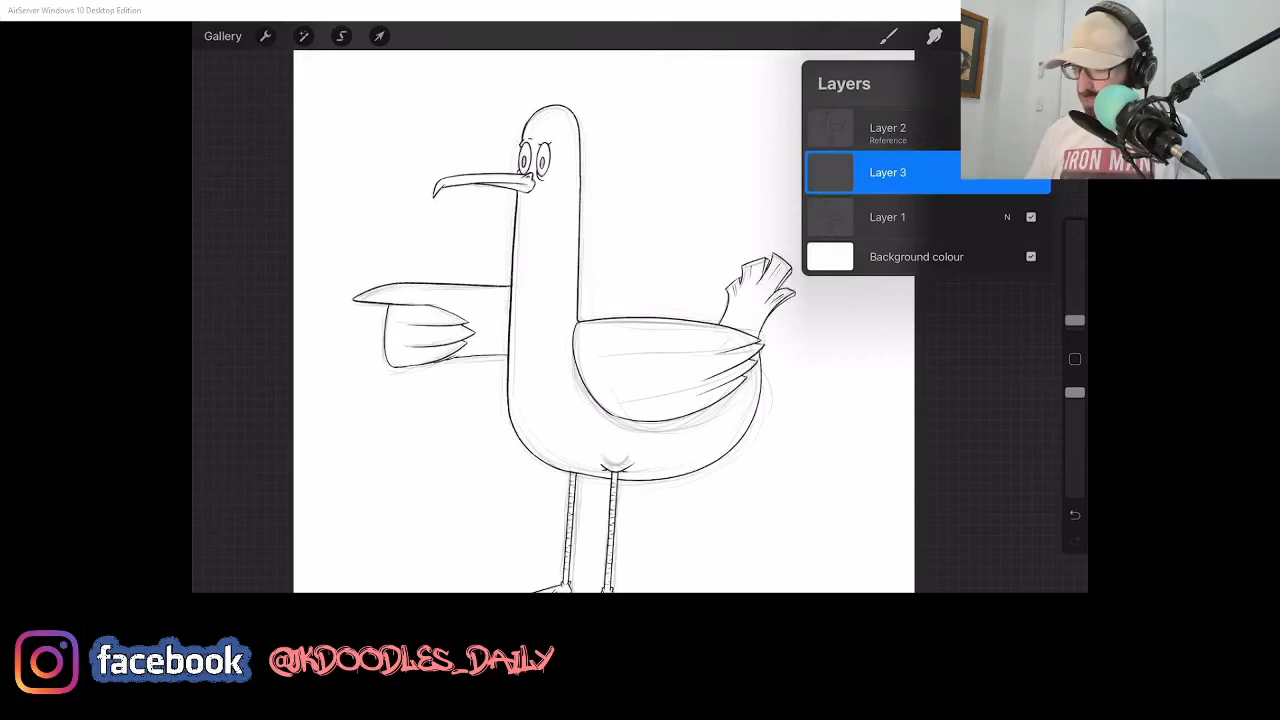 AirServer Windows 10 Desktop Edition
Gallery
Layers
Layer 2
Reference
Layer 3
Layer 1 N
Background colour
IRON MAN
facebook @JKDOODLES_DAILY